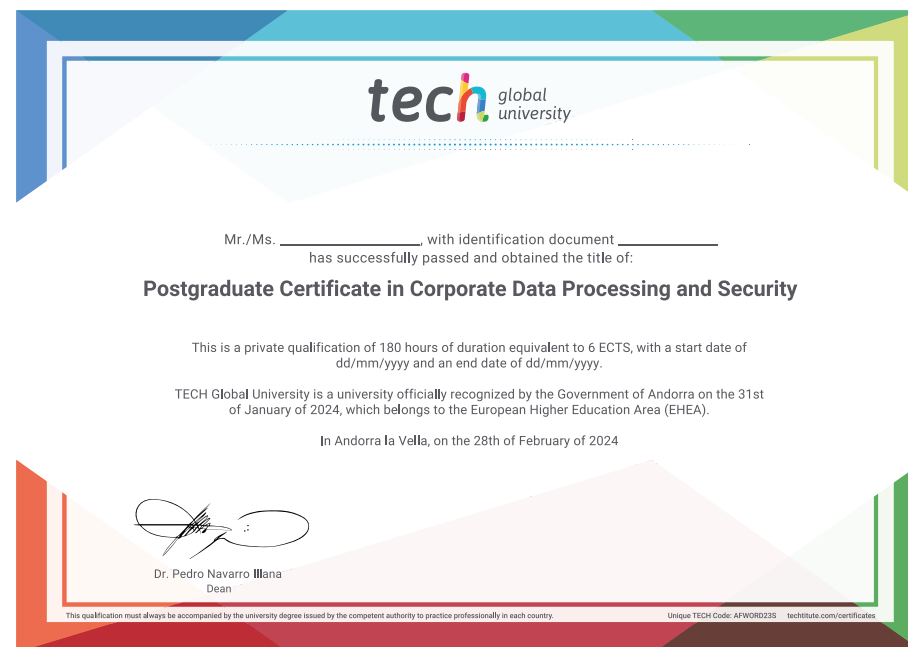 tech global
university
Mr./Ms. ____________, with identification document ____________
has successfully passed and obtained the title of:
Postgraduate Certificate in Corporate Data Processing and Security
This is a private qualification of 180 hours of duration equivalent to 6 ECTS, with a start date of
dd/mm/yyyy and an end date of dd/mm/yyyy.
TECH Global University is a university officially recognized by the Government of Andorra on the 31st
of January of 2024, which belongs to the European Higher Education Area (EHEA).
In Andorra la Vella, on the 28th of February of 2024
Dr. Pedro Navarro Illana
Dean
This qualification must always be accompanied by the university degree issued by the competent authority to practice professionally in each country.
Unique TECH Code: AFWORD23S techtitute.com/certificates